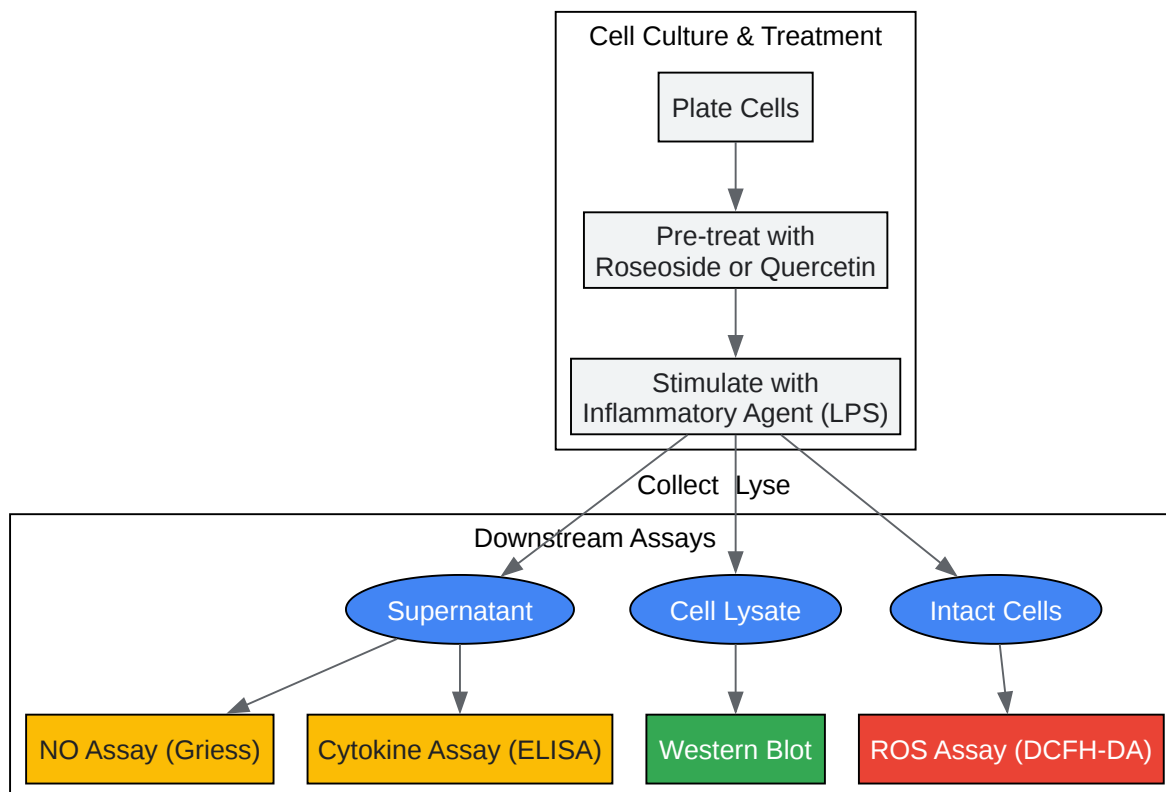 Cell Culture & Treatment
Plate Cells
Pre-treat with
Roseoside or Quercetin
Stimulate with
Inflammatory Agent (LPS)
Collect
Lyse
Downstream Assays
Supernatant
Cell Lysate
Intact Cells
NO Assay (Griess)
Cytokine Assay (ELISA)
Western Blot
ROS Assay (DCFH-DA)